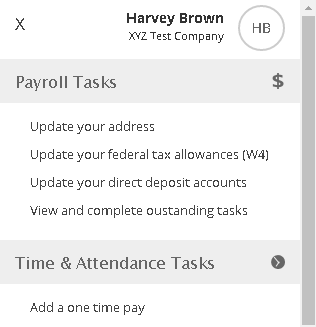 X
Harvey Brown
XYZ Test Company
HB
Payroll Tasks
$
Update your address
Update your federal tax allowances (W4)
Update your direct deposit accounts
View and complete oustanding tasks
Time & Attendance Tasks
Add a one time pay